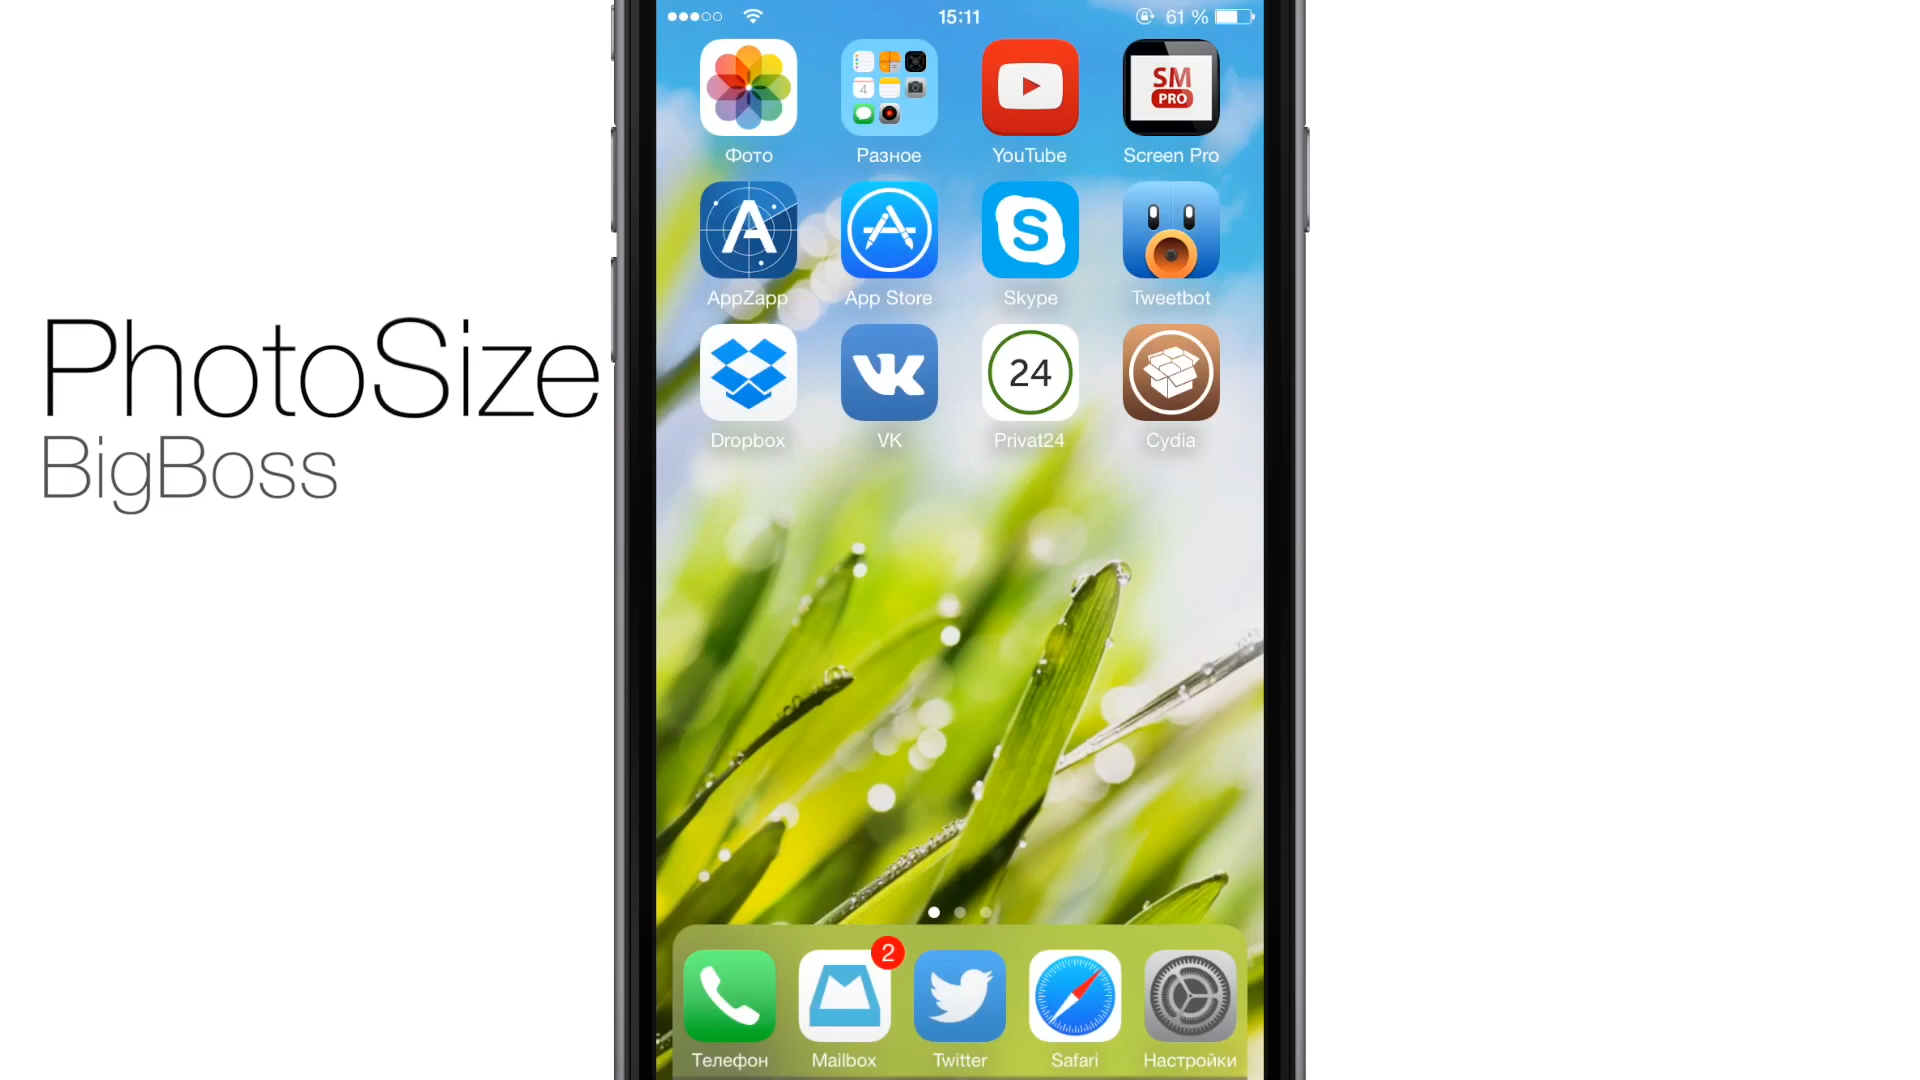 PhotoSize
BigBoss
15:11
61 %
4
SM
PRO
Фото
Разное
YouTube
Screen Pro
A
S
AppZapp
App Store
Skype
Tweetbot
24
Dropbox
VK
Privat24
Cydia
2
Телефон
Mailbox
Twitter
Safari
Настройки